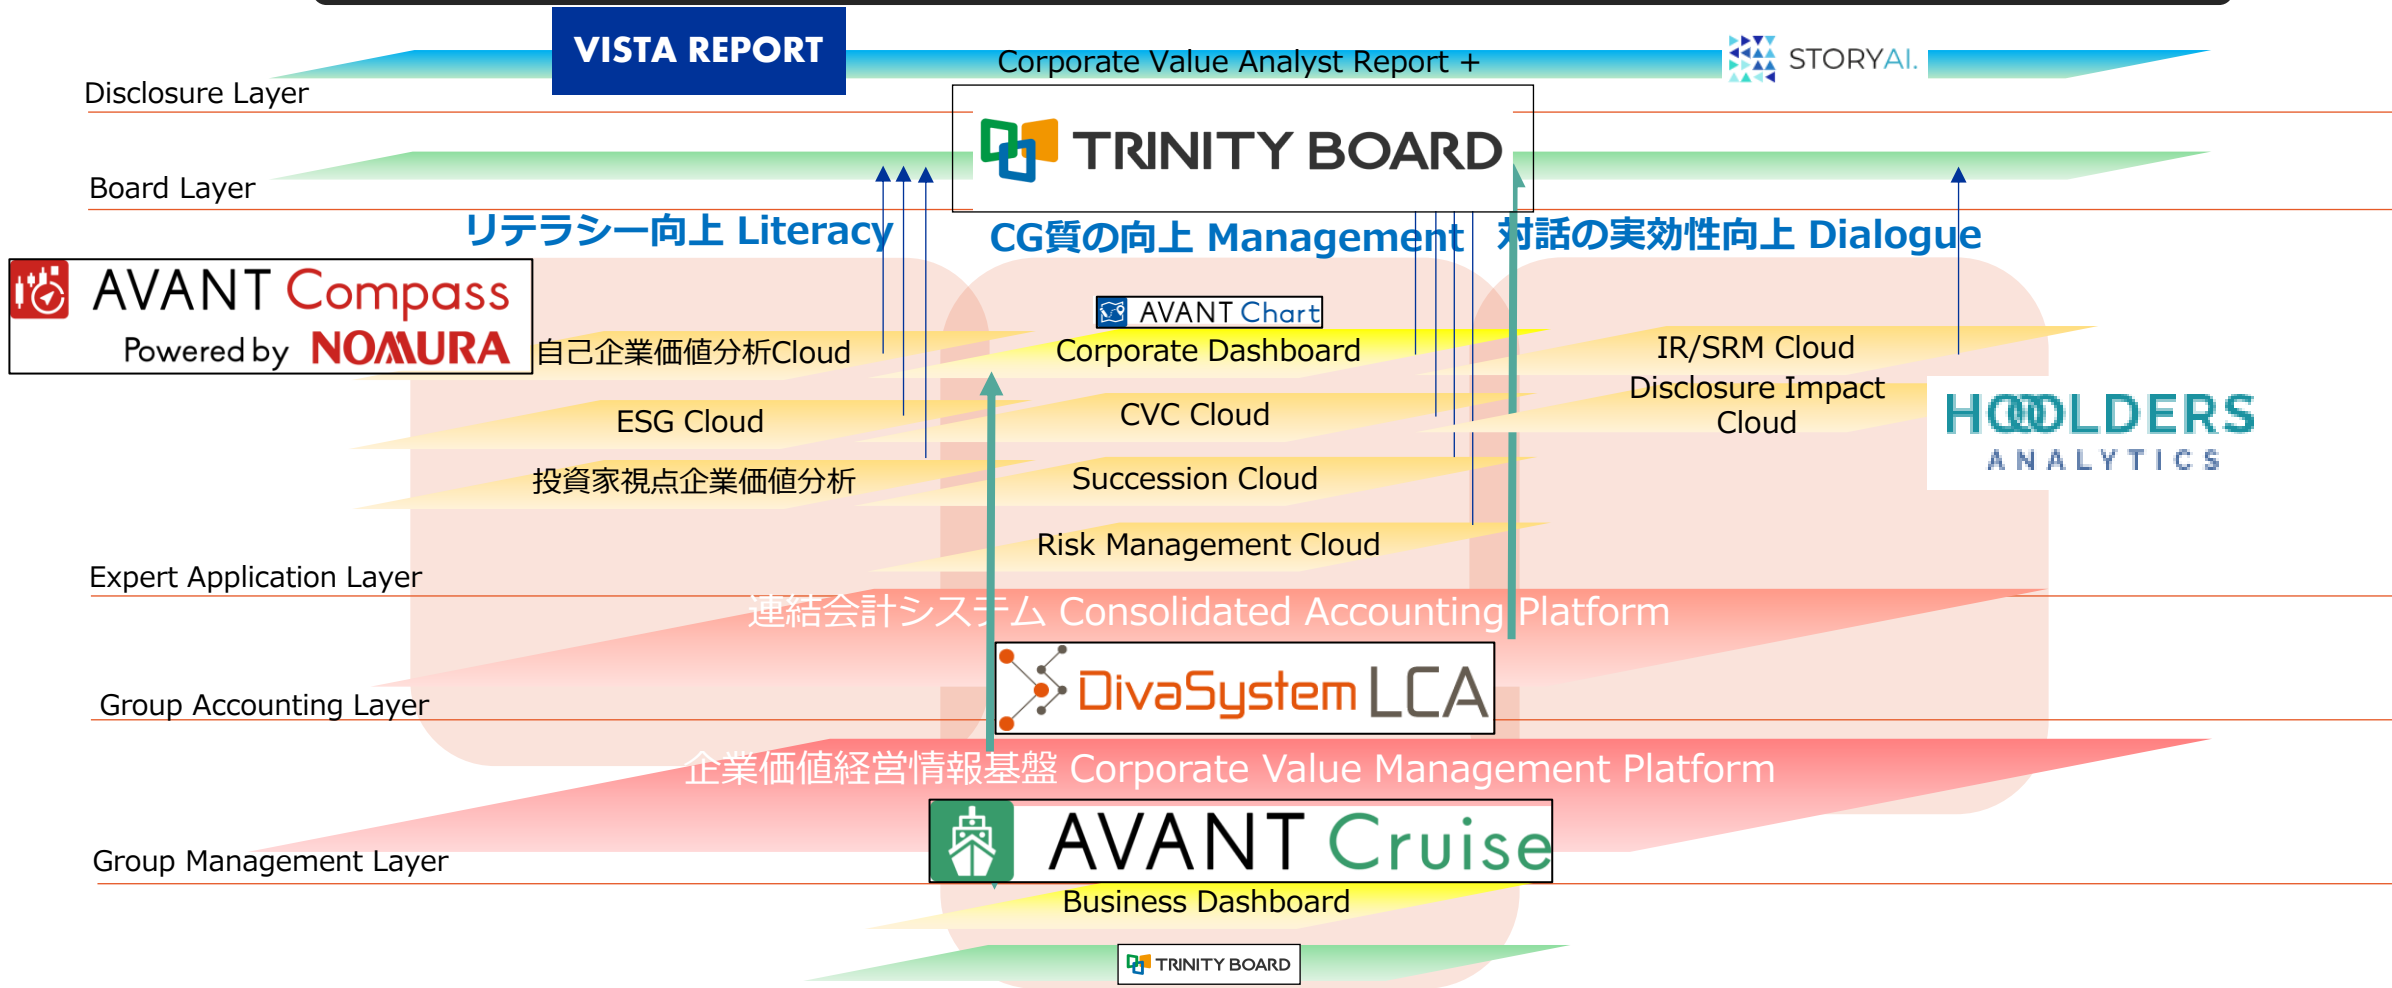 VISTA REPORT
Corporate Value Analyst Report +
STORYAI.
Disclosure Layer
TRINITY BOARD
Board Layer
リテラシー向上 Literacy
CG質の向上 Management
対話の実効性向上 Dialogue
AVANT Compass
Powered by NOMURA
AVANT Chart
自己企業価値分析Cloud
Corporate Dashboard
IR/SRM Cloud
Disclosure Impact
Cloud
ESG Cloud
CVC Cloud
HOOOLDERS
ANALYTICS
投資家視点企業価値分析
Succession Cloud
Risk Management Cloud
Expert Application Layer
連結会計システム Consolidated Accounting Platform
DivaSystem LCA
Group Accounting Layer
企業価値経営情報基盤 Corporate Value Management Platform
AVANT Cruise
Group Management Layer
Business Dashboard
TRINITY BOARD